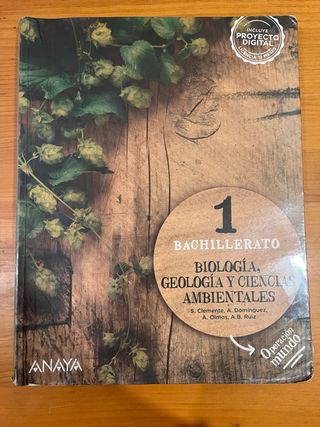 INCLUYE
PROYECTO
DIGITAL
1
BACHILLERATO
BIOLOGÍA,
GEOLOGÍA Y CIENCIAS
AMBIENTALES
S. Clemente, A. Domínguez,
A. Olmos, A.B. Ruiz
Operación
mundo
ANAYA